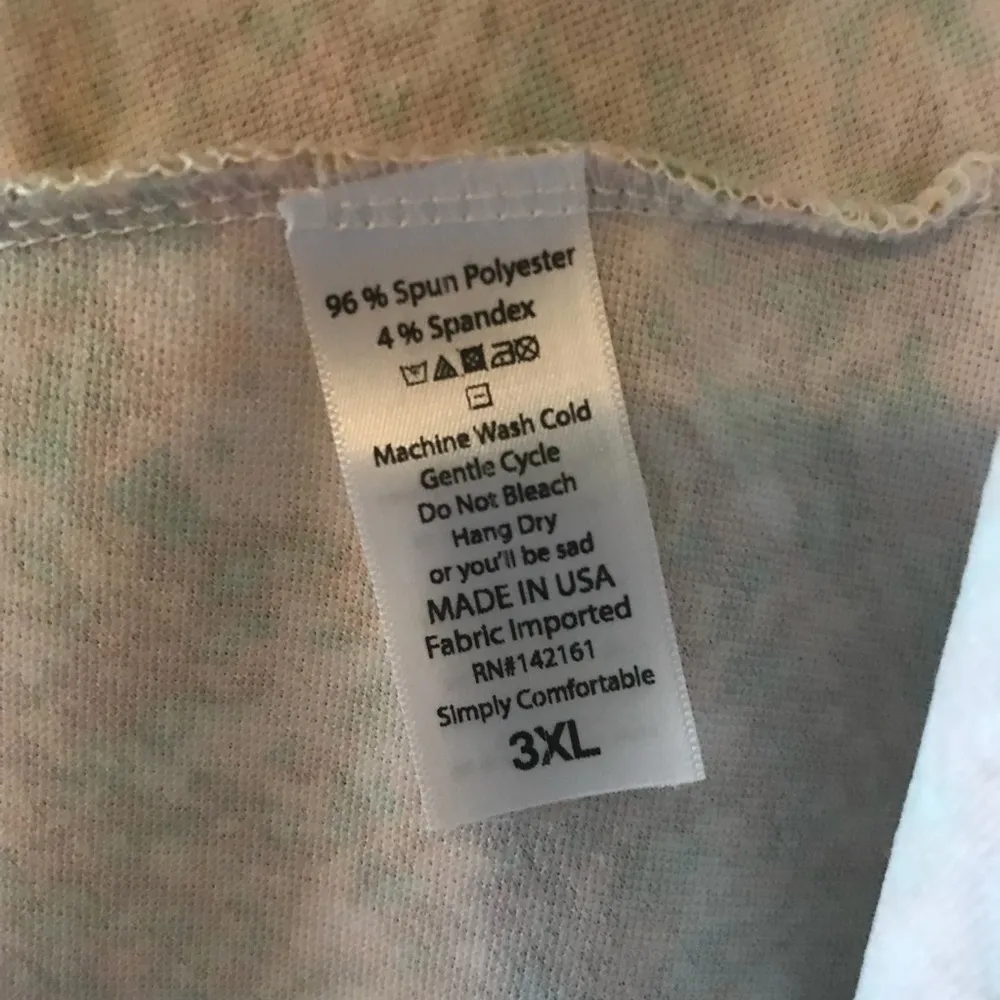 96 % Spun Polyester
4 % Spandex
Machine Wash Cold
Gentle Cycle
Do Not Bleach
Hang Dry
or you'll be sad
MADE IN USA
Fabric Imported
RN#142161
Simply Comfortable
3XL